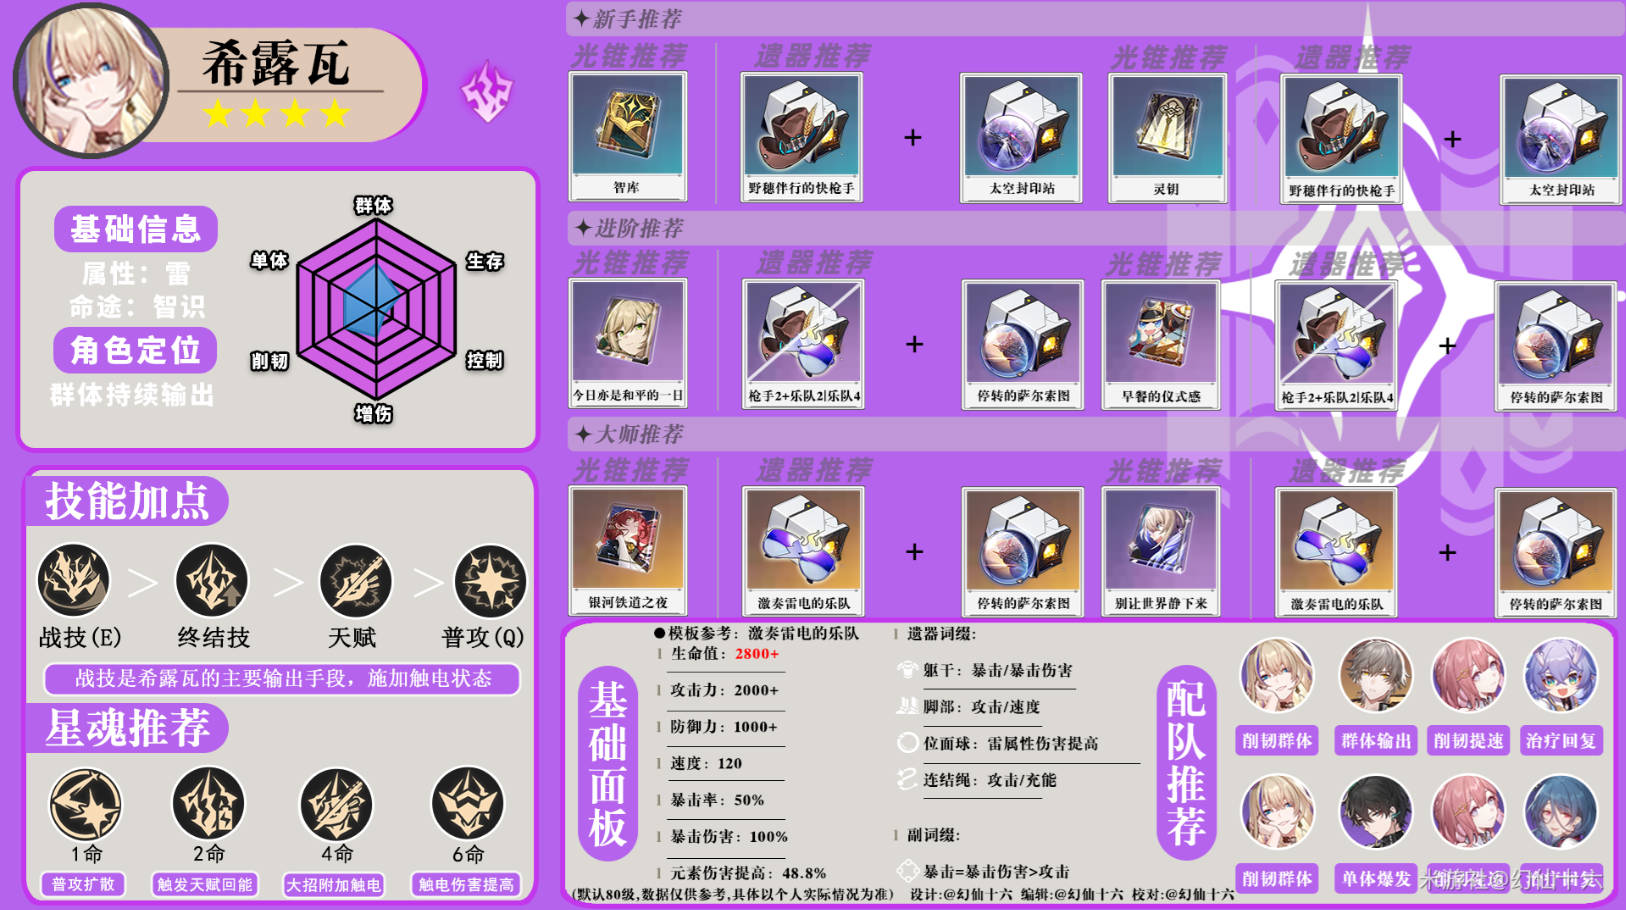 希露瓦
基础信息
属性：雷
命途：智识
角色定位
群体持续输出
群体
单体
生存
削韧
控制
增伤
技能加点
战技(E)
终结技
天赋
普攻(Q)
战技是希露瓦的主要输出手段，施加触电状态
星魂推荐
1命
2命
4命
6命
普攻扩散
触发天赋回能
大招附加触电
触电伤害提高
新手推荐
光锥推荐
遗器推荐
光锥推荐
遗器推荐
智库
野穗伴行的快枪手
+
太空封印站
灵钥
野穗伴行的快枪手
+
太空封印站
进阶推荐
光锥推荐
遗器推荐
光锥推荐
遗器推荐
今日亦是和平的一日
枪手2+乐队2|乐队4
+
停转的萨尔索图
早餐的仪式感
枪手2+乐队2|乐队4
+
停转的萨尔索图
大师推荐
光锥推荐
遗器推荐
光锥推荐
遗器推荐
银河铁道之夜
激奏雷电的乐队
+
停转的萨尔索图
别让世界静下来
激奏雷电的乐队
+
停转的萨尔索图
基础面板
●模板参考：激奏雷电的乐队
生命值：2800+
攻击力：2000+
防御力：1000+
速度：120
暴击率：50%
暴击伤害：100%
元素伤害提高：48.8%
遗器词缀：
躯干：暴击/暴击伤害
脚部：攻击/速度
位面球：雷属性伤害提高
连结绳：攻击/充能
副词缀：
暴击=暴击伤害>攻击
(默认80级,数据仅供参考,具体以个人实际情况为准) 设计:@幻仙十六 编辑:@幻仙十六 校对:@幻仙十六
配队推荐
削韧群体
群体输出
削韧提速
治疗回复
削韧群体
单体爆发
米游社@幻仙十六